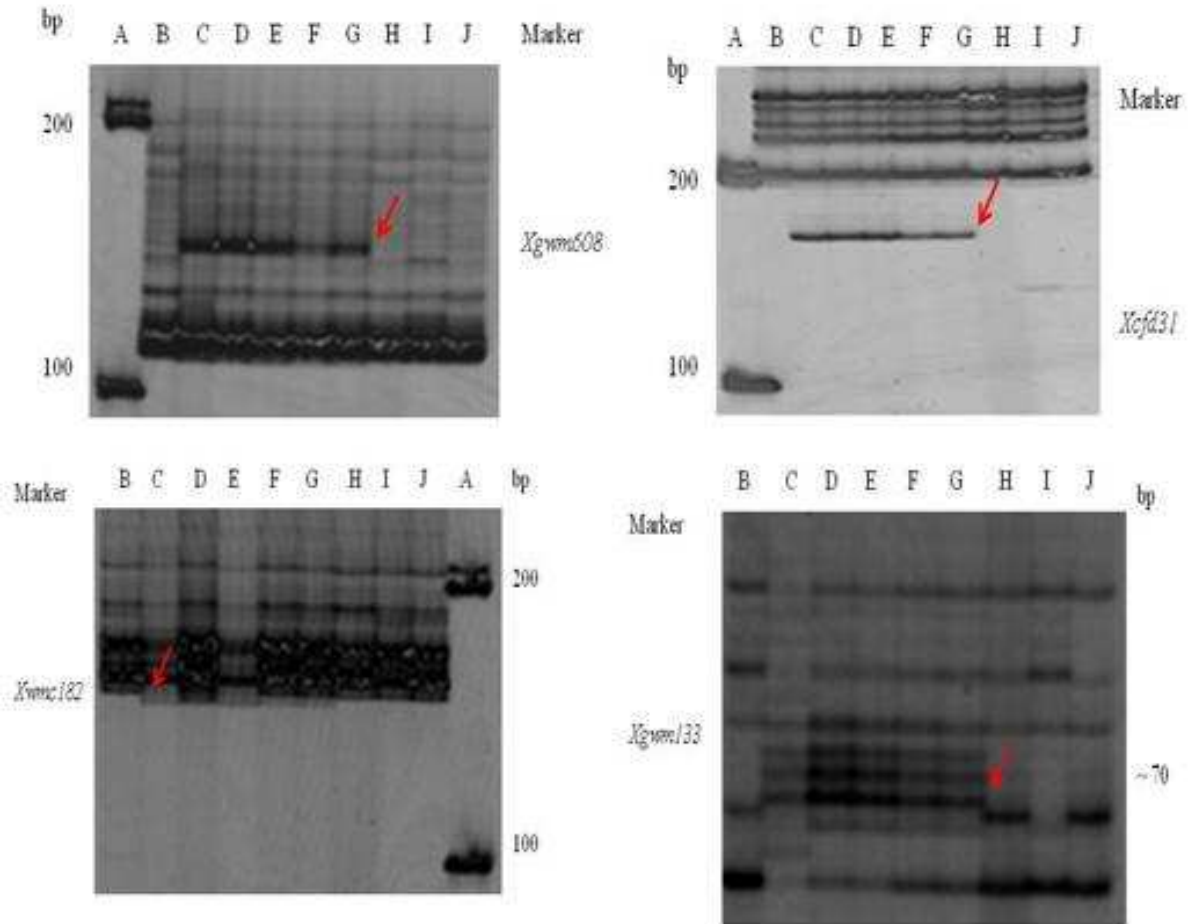 bp A B C D E F G H I J Marker
200
Xgwm608
100
A B C D E F G H I J
bp
Marker
200
Xcfd31
100
Marker B C D E F G H I J A bp
200
Xwmc182
100
B C D E F G H I J
bp
Marker
Xgwm133
~70